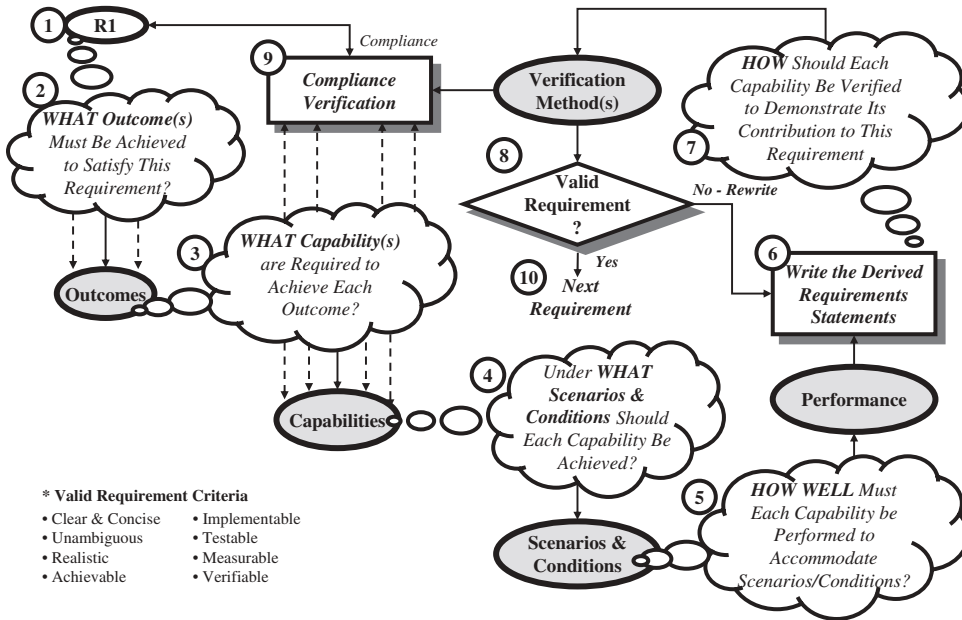 1
R1
Compliance
9
Compliance
Verification
2
WHAT Outcome(s)
Must Be Achieved
to Satisfy This
Requirement?
Outcomes
3
WHAT Capability(s)
are Required to
Achieve Each
Outcome?
Capabilities
4
Under WHAT
Scenarios &
Conditions Should
Each Capability Be
Achieved?
Scenarios &
Conditions
5
HOW WELL Must
Each Capability be
Performed to
Accommodate
Scenarios/Conditions?
Performance
6
Write the Derived
Requirements
Statements
7
HOW Should Each
Capability Be Verified
to Demonstrate Its
Contribution to This
Requirement
Verification
Method(s)
8
Valid
Requirement
?
No - Rewrite
Yes
10
Next
Requirement
* Valid Requirement Criteria
• Clear & Concise
• Unambiguous
• Realistic
• Achievable
• Implementable
• Testable
• Measurable
• Verifiable